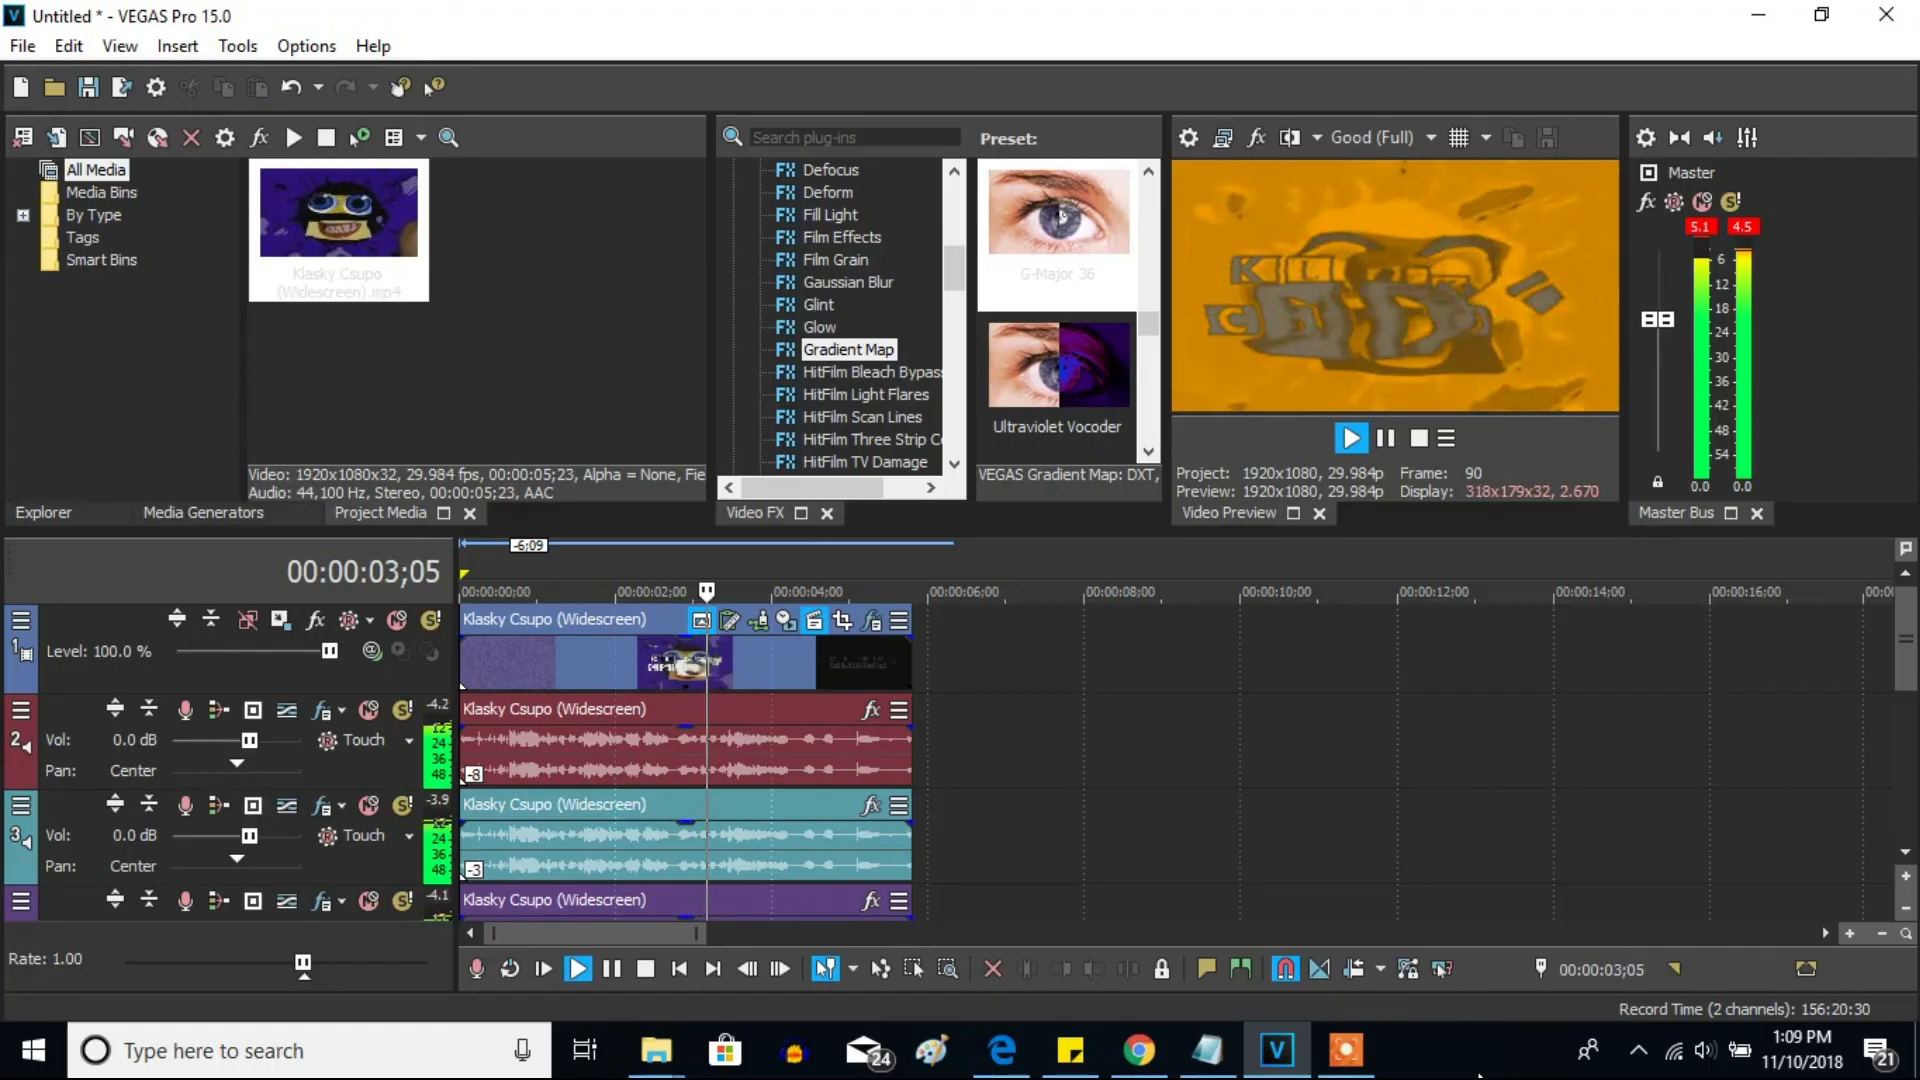 Untitled * - VEGAS Pro 15.0
File Edit View Insert Tools Options Help
All Media
Media Bins
By Type
Tags
Smart Bins
Klasky Csupo
(Widescreen).mp4
Video: 1920x1080x32, 29.984 fps, 00:00:05;23, Alpha = None, Fie
Audio: 44,100 Hz, Stereo, 00:00:05;23, AAC
Explorer Media Generators Project Media
Search plug-ins
FX Defocus
FX Deform
FX Fill Light
FX Film Effects
FX Film Grain
FX Gaussian Blur
FX Glint
FX Glow
FX Gradient Map
FX HitFilm Bleach Bypass
FX HitFilm Light Flares
FX HitFilm Scan Lines
FX HitFilm Three Strip C
FX HitFilm TV Damage
Video FX
Preset:
G-Major 36
Ultraviolet Vocoder
VEGAS Gradient Map: DXT,
Good (Full)
Project: 1920x1080, 29.984p Frame: 90
Preview: 1920x1080, 29.984p Display: 318x179x32, 2.670
Video Preview
Master
5.1 4.5
6
12
18
24
30
36
42
48
54
0.0 0.0
Master Bus
00:00:03;05
-6;09
00:00:00;00 00:00:02;00 00:00:04;00 00:00:06;00 00:00:08;00 00:00:10;00 00:00:12;00 00:00:14;00 00:00:16;00 00:00
1
Level: 100.0 %
Klasky Csupo (Widescreen)
2
-4.2
Vol: 0.0 dB Touch
Pan: Center
12
24
36
48
Klasky Csupo (Widescreen)
-8
3
-3.9
Vol: 0.0 dB Touch
Pan: Center
12
24
36
48
Klasky Csupo (Widescreen)
-3
-4.1
Klasky Csupo (Widescreen)
Rate: 1.00
00:00:03;05
Record Time (2 channels): 156:20:30
Type here to search
24
1:09 PM
11/10/2018
21